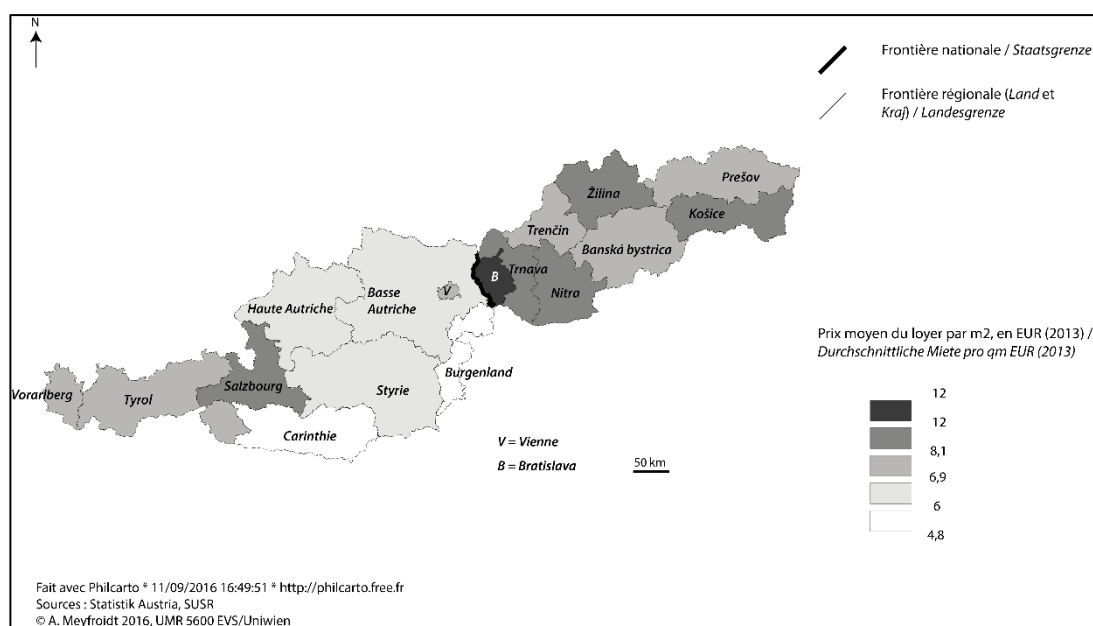 N
Frontière nationale / Staatsgrenze
Frontière régionale (Land et
Kraj) / Landesgrenze
Prešov
Žilina
Košice
Trenčin
Banská bystrica
B
Trnava
Nitra
Basse
Autriche
V
Haute Autriche
Burgenland
Salzbourg
Styrie
Vorarlberg
Tyrol
Carinthie
V = Vienne
B = Bratislava
50 km
Prix moyen du loyer par m2, en EUR (2013) /
Durchschnittliche Miete pro qm EUR (2013)
12
12
8,1
6,9
6
4,8
Fait avec Philcarto * 11/09/2016 16:49:51 * http://philcarto.free.fr
Sources : Statistik Austria, SUSR
© A. Meyfroidt 2016, UMR 5600 EVS/Uniwien